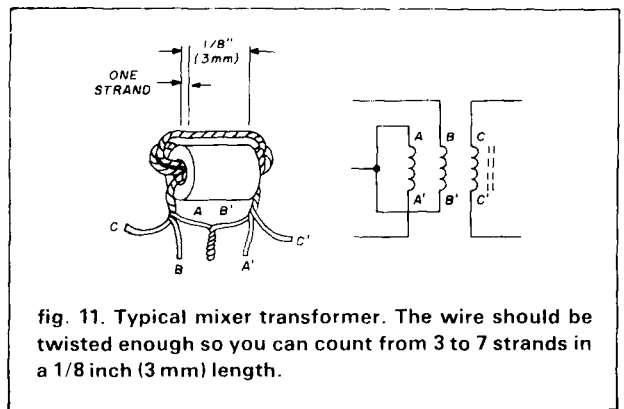 1/8"
(3mm)
ONE
STRAND
A B'
C
B
A'
C'
A B C
A' B' C'
fig. 11. Typical mixer transformer. The wire should be
twisted enough so you can count from 3 to 7 strands in
a 1/8 inch (3 mm) length.